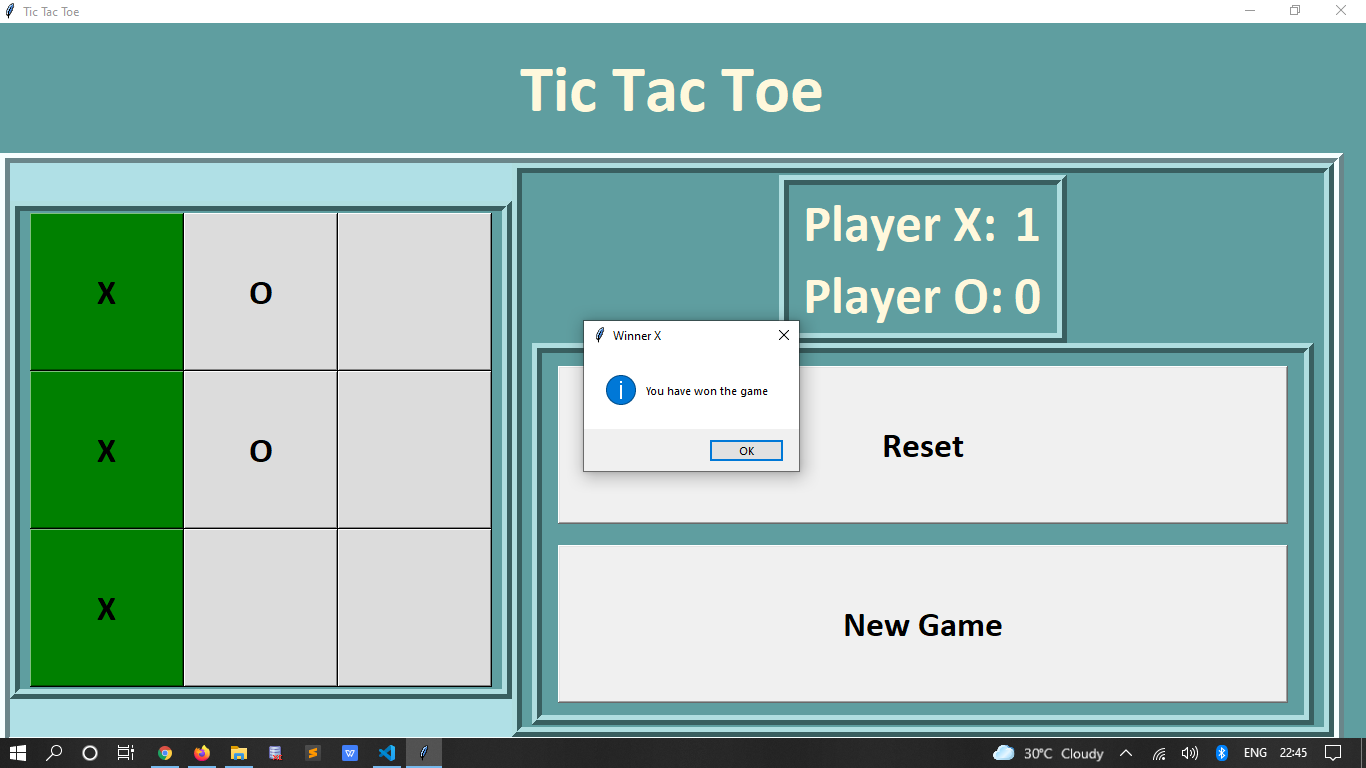 Tic Tac Toe
Tic Tac Toe
X O
X O
X
Player X: 1
Player O: 0
Winner X
You have won the game
OK
Reset
New Game
30°C Cloudy
ENG
22:45